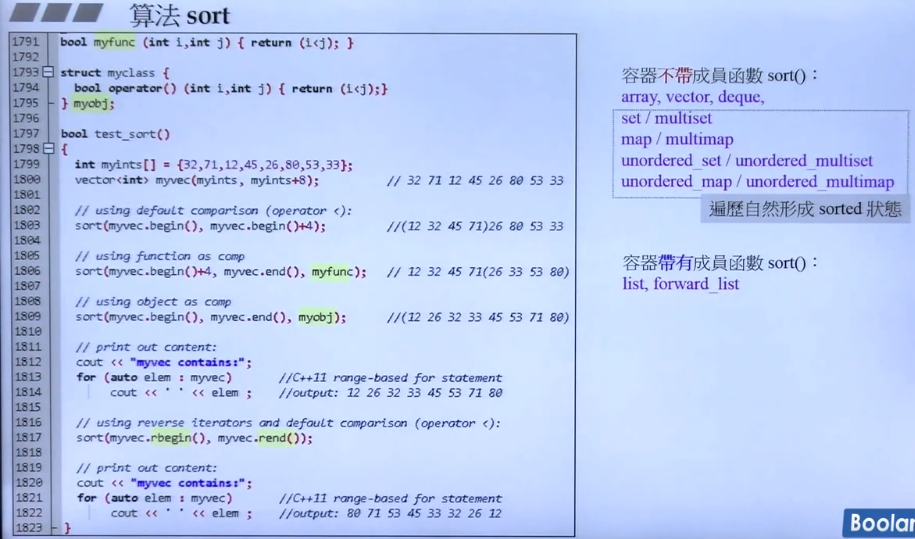 算法 sort
1791 bool myfunc (int i,int j) { return (i<j); }
1792
1793 struct myclass {
1794 bool operator() (int i,int j) { return (i<j);}
1795 } myobj;
1796
1797 bool test_sort()
1798 {
1799 int myints[] = {32,71,12,45,26,80,53,33};
1800 vector<int> myvec(myints, myints+8); // 32 71 12 45 26 80 53 33
1801
1802 // using default comparison (operator <):
1803 sort(myvec.begin(), myvec.begin()+4); //(12 32 45 71)26 80 53 33
1804
1805 // using function as comp
1806 sort(myvec.begin()+4, myvec.end(), myfunc); // 12 32 45 71(26 33 53 80)
1807
1808 // using object as comp
1809 sort(myvec.begin(), myvec.end(), myobj); //(12 26 32 33 45 53 71 80)
1810
1811 // print out content:
1812 cout << "myvec contains:";
1813 for (auto elem : myvec) //C++11 range-based for statement
1814 cout << ' ' << elem ; //output: 12 26 32 33 45 53 71 80
1815
1816 // using reverse iterators and default comparison (operator <):
1817 sort(myvec.rbegin(), myvec.rend());
1818
1819 // print out content:
1820 cout << "myvec contains:";
1821 for (auto elem : myvec) //C++11 range-based for statement
1822 cout << ' ' << elem ; //output: 80 71 53 45 33 32 26 12
1823 }
容器不帶成員函數 sort()：
array, vector, deque,
set / multiset
map / multimap
unordered_set / unordered_multiset
unordered_map / unordered_multimap
遍歷自然形成 sorted 狀態
容器帶有成員函數 sort()：
list, forward_list
Boolan